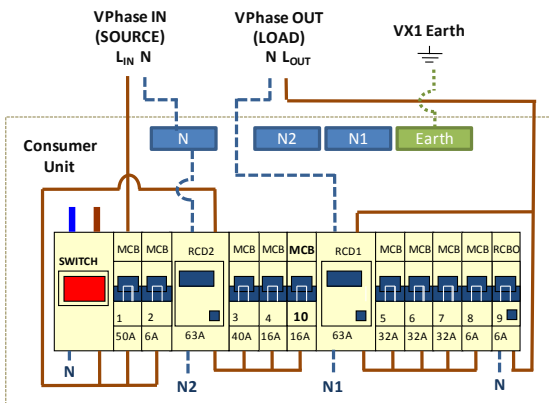 VPhase IN
(SOURCE)
LIN N
VPhase OUT
(LOAD)
N LOUT
VX1 Earth
Consumer
Unit
N
N2
N1
Earth
SWITCH
MCB MCB RCD2 MCB MCB MCB RCD1 MCB MCB MCB MCB RCBO
1 2 3 4 10 5 6 7 8 9
50A 6A 63A 40A 16A 16A 63A 32A 32A 32A 6A 6A
N N2 N1 N